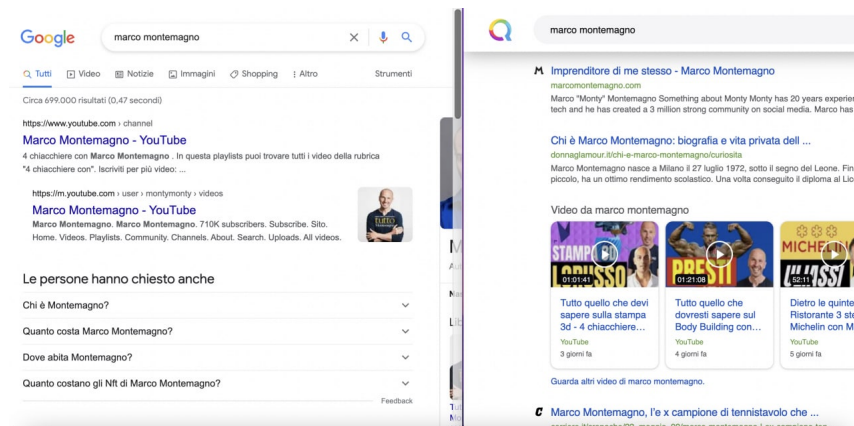 Google
marco montemagno
Tutti Video Notizie Immagini Shopping Altro Strumenti
Circa 699.000 risultati (0,47 secondi)
https://www.youtube.com › channel
Marco Montemagno - YouTube
4 chiacchiere con Marco Montemagno . In questa playlists puoi trovare tutti i video della rubrica
"4 chiacchiere con". Iscriviti per più video: ...
https://m.youtube.com › user › montymonty › videos
Marco Montemagno - YouTube
Marco Montemagno. Marco Montemagno. 710K subscribers. Subscribe. Sito.
Home. Videos. Playlists. Community. Channels. About. Search. Uploads. All videos.
tutto
Le persone hanno chiesto anche
Chi è Montemagno?
Quanto costa Marco Montemagno?
Dove abita Montemagno?
Quanto costano gli Nft di Marco Montemagno?
Feedback
marco montemagno
Imprenditore di me stesso - Marco Montemagno
marcomontemagno.com
Marco "Monty" Montemagno Something about Monty Monty has 20 years experien
tech and he has created a 3 million strong community on social media. Marco has
Chi è Marco Montemagno: biografia e vita privata dell ...
donnaglamour.it/chi-e-marco-montemagno/curiosita
Marco Montemagno nasce a Milano il 27 luglio 1972, sotto il segno del Leone. Fin
piccolo, ha un ottimo rendimento scolastico. Una volta conseguito il diploma al Lic
Video da marco montemagno
STAMPA 3D
LORUSSO
01:01:41
PRESTI
01:21:08
MICHELIN
52:11
Tutto quello che devi
sapere sulla stampa
3d - 4 chiacchiere...
YouTube
3 giorni fa
Tutto quello che
dovresti sapere sul
Body Building con...
YouTube
4 giorni fa
Dietro le quinte
Ristorante 3 ste
Michelin con M
YouTube
5 giorni fa
Guarda altri video di marco montemagno.
Marco Montemagno, l'e x campione di tennistavolo che ...